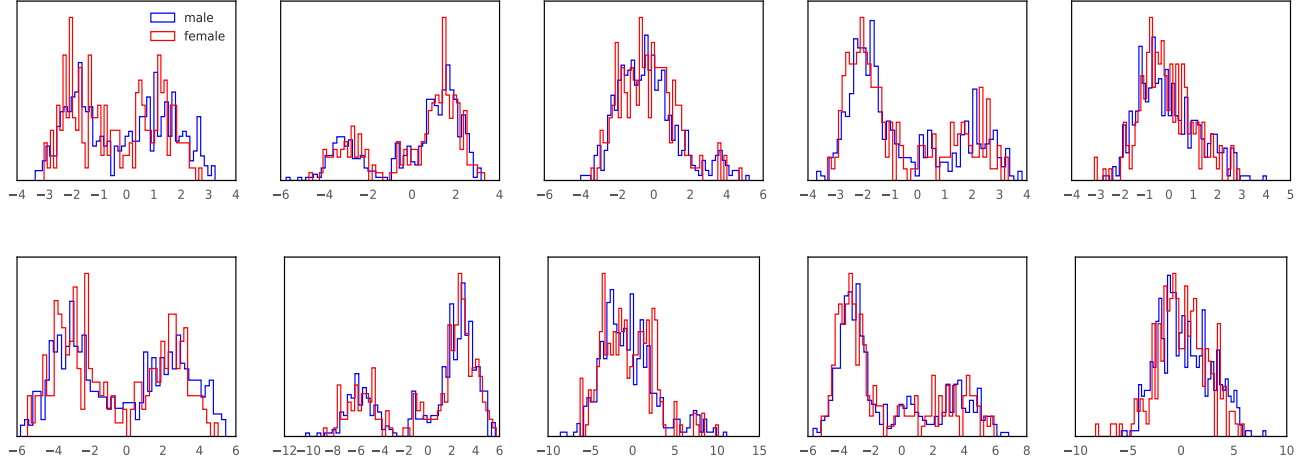 male
female
−4 −3 −2 −1 0 1 2 3 4
−6 −4 −2 0 2 4
−6 −4 −2 0 2 4 6
−4 −3 −2 −1 0 1 2 3 4
−4 −3 −2 −1 0 1 2 3 4 5
−6 −4 −2 0 2 4 6
−12 −10 −8 −6 −4 −2 0 2 4 6
−10 −5 0 5 10 15
−6 −4 −2 0 2 4 6 8
−10 −5 0 5 10